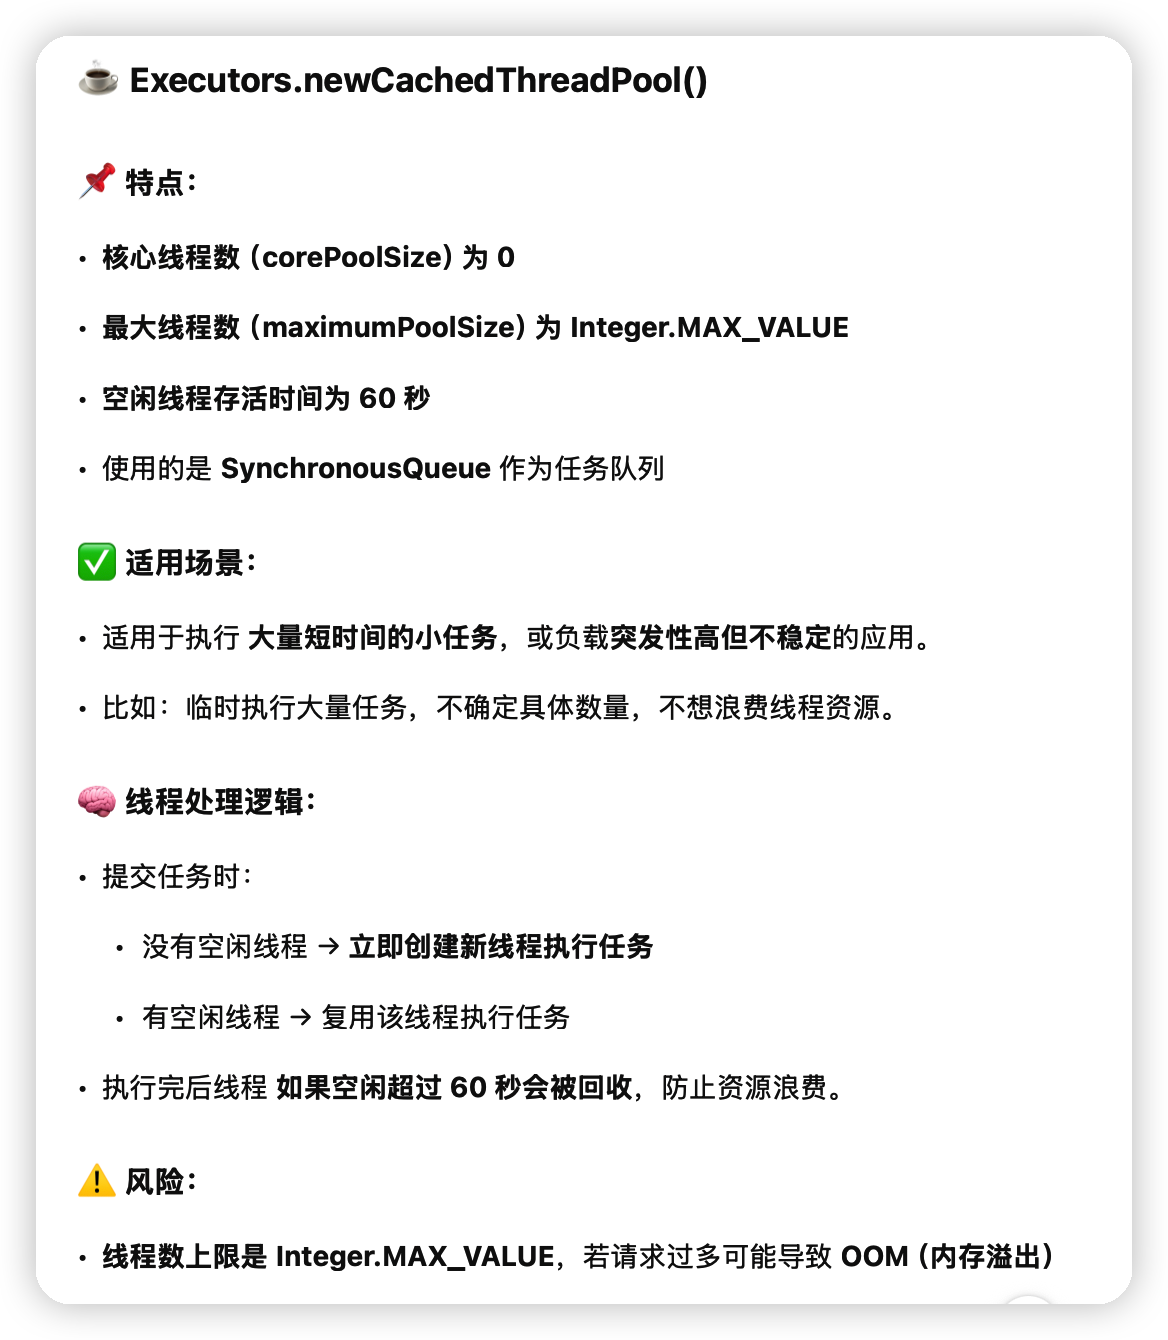 ☕ Executors.newCachedThreadPool()
📌 特点：
• 核心线程数（corePoolSize）为 0
• 最大线程数（maximumPoolSize）为 Integer.MAX_VALUE
• 空闲线程存活时间为 60 秒
• 使用的是 SynchronousQueue 作为任务队列
✅ 适用场景：
• 适用于执行 大量短时间的小任务，或负载突发性高但不稳定的应用。
• 比如：临时执行大量任务，不确定具体数量，不想浪费线程资源。
🧠 线程处理逻辑：
• 提交任务时：
• 没有空闲线程 → 立即创建新线程执行任务
• 有空闲线程 → 复用该线程执行任务
• 执行完后线程 如果空闲超过 60 秒会被回收，防止资源浪费。
⚠️ 风险：
• 线程数上限是 Integer.MAX_VALUE，若请求过多可能导致 OOM（内存溢出）